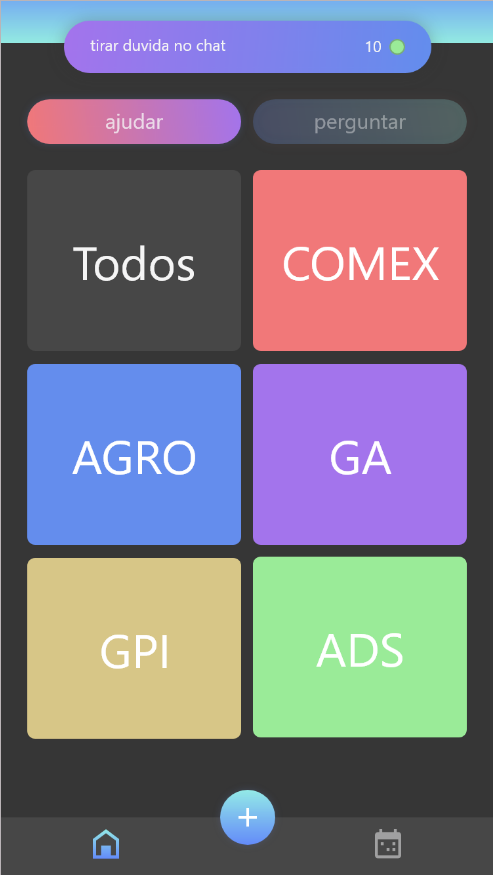 tirar duvida no chat 10
ajudar perguntar
Todos COMEX
AGRO GA
GPI ADS
+